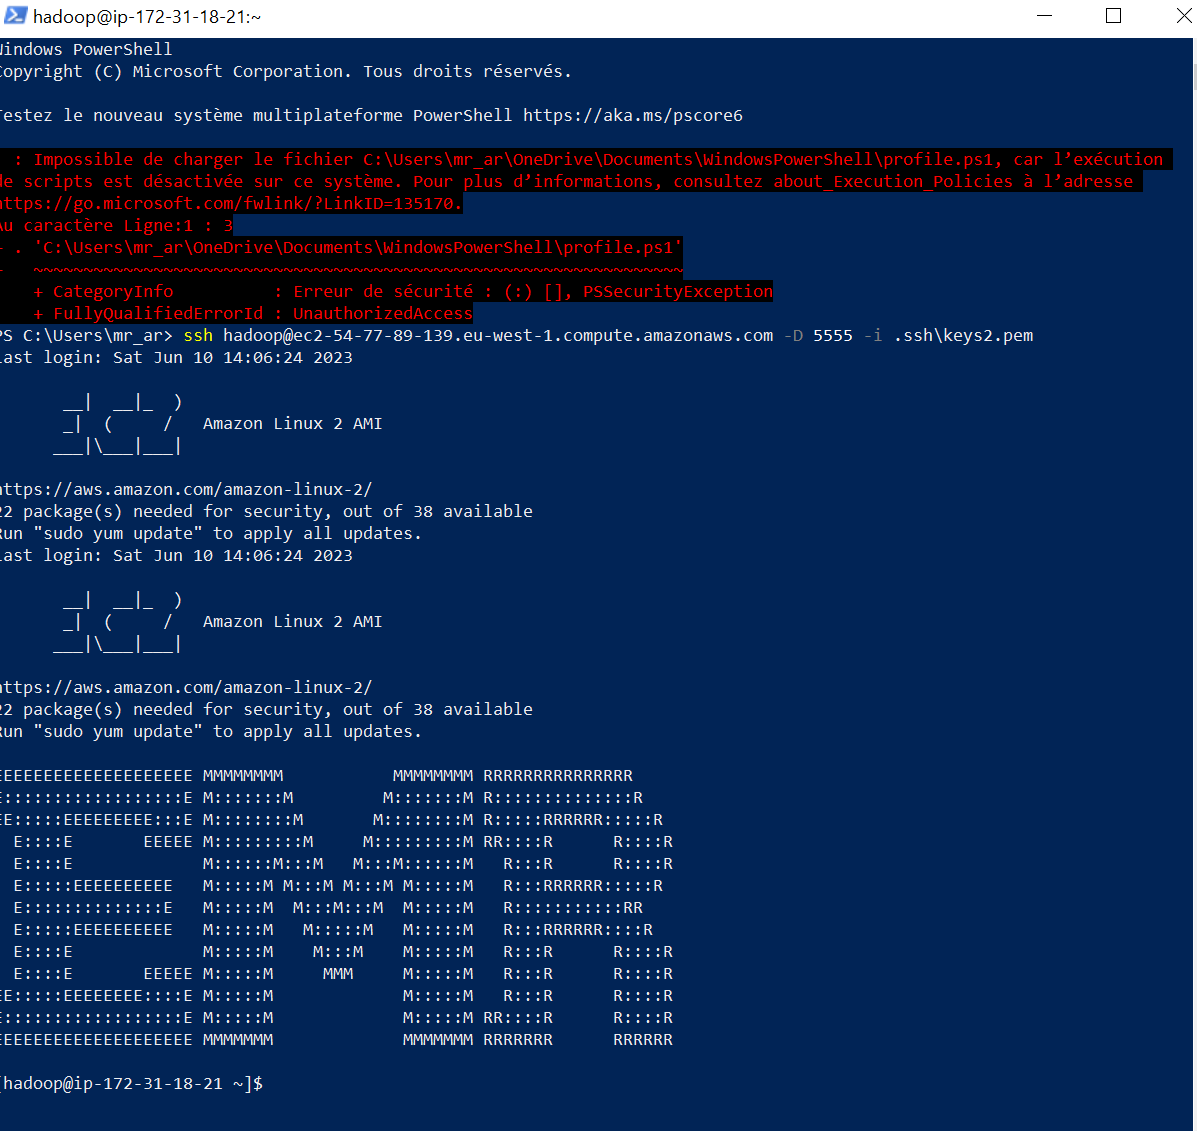 hadoop@ip-172-31-18-21:~
Windows PowerShell
Copyright (C) Microsoft Corporation. Tous droits réservés.
Testez le nouveau système multiplateforme PowerShell https://aka.ms/pscore6
. : Impossible de charger le fichier C:\Users\mr_ar\OneDrive\Documents\WindowsPowerShell\profile.ps1, car l’exécution
de scripts est désactivée sur ce système. Pour plus d’informations, consultez about_Execution_Policies à l’adresse
https://go.microsoft.com/fwlink/?LinkID=135170.
Au caractère Ligne:1 : 3
+ . 'C:\Users\mr_ar\OneDrive\Documents\WindowsPowerShell\profile.ps1'
+   ~~~~~~~~~~~~~~~~~~~~~~~~~~~~~~~~~~~~~~~~~~~~~~~~~~~~~~~~~~~~~~~~~
    + CategoryInfo          : Erreur de sécurité : (:) [], PSSecurityException
    + FullyQualifiedErrorId : UnauthorizedAccess
PS C:\Users\mr_ar> ssh hadoop@ec2-54-77-89-139.eu-west-1.compute.amazonaws.com -D 5555 -i .ssh\keys2.pem
Last login: Sat Jun 10 14:06:24 2023

       __|  __|_  )
       _|  (     /   Amazon Linux 2 AMI
      ___|\___|___|

https://aws.amazon.com/amazon-linux-2/
22 package(s) needed for security, out of 38 available
Run "sudo yum update" to apply all updates.
Last login: Sat Jun 10 14:06:24 2023

       __|  __|_  )
       _|  (     /   Amazon Linux 2 AMI
      ___|\___|___|

https://aws.amazon.com/amazon-linux-2/
22 package(s) needed for security, out of 38 available
Run "sudo yum update" to apply all updates.

EEEEEEEEEEEEEEEEEEEE MMMMMMMM           MMMMMMMM RRRRRRRRRRRRRRR
E::::::::::::::::::E M:::::::M         M:::::::M R::::::::::::::R
EE:::::EEEEEEEEE:::E M::::::::M       M::::::::M R:::::RRRRRR:::::R
  E::::E       EEEEE M:::::::::M     M:::::::::M RR::::R      R::::R
  E::::E             M::::::M:::M   M:::M::::::M   R:::R      R::::R
  E:::::EEEEEEEEEE   M:::::M M:::M M:::M M:::::M   R:::RRRRRR:::::R
  E::::::::::::::E   M:::::M  M:::M:::M  M:::::M   R:::::::::::RR
  E:::::EEEEEEEEEE   M:::::M   M:::::M   M:::::M   R:::RRRRRR::::R
  E::::E             M:::::M    M:::M    M:::::M   R:::R      R::::R
  E::::E       EEEEE M:::::M     MMM     M:::::M   R:::R      R::::R
EE:::::EEEEEEEE::::E M:::::M             M:::::M   R:::R      R::::R
E::::::::::::::::::E M:::::M             M:::::M RR::::R      R::::R
EEEEEEEEEEEEEEEEEEEE MMMMMMM             MMMMMMM RRRRRRR      RRRRRR

[hadoop@ip-172-31-18-21 ~]$